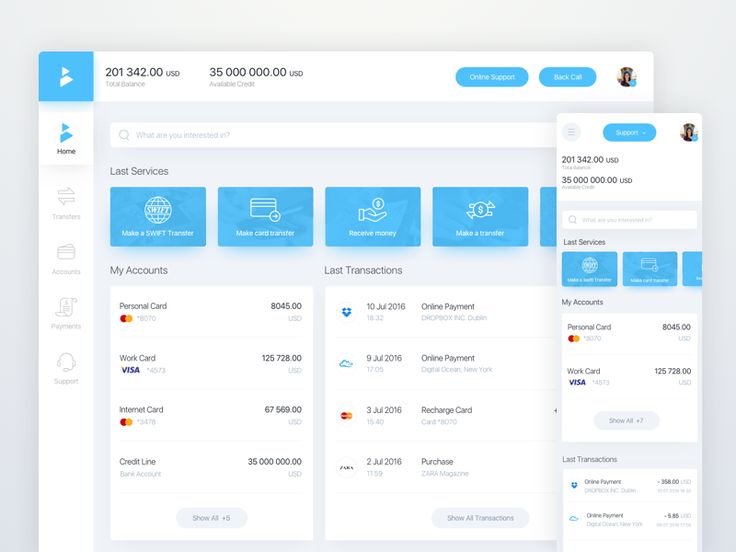 201 342.00 USD
Total Balance
35 000 000.00 USD
Available Credit
Online Support
Back Call
Home
Transfers
Accounts
Payments
Support
What are you interested in?
Last Services
SWIFT
Make a SWIFT Transfer
Make card transfer
Receive money
Make a transfer
My Accounts
Personal Card 8045.00
*8070 USD
Work Card 125 728.00
VISA *4573 USD
Internet Card 67 569.00
*3478 USD
Credit Line 35 000 000.00
Bank Account USD
Show All +5
Last Transactions
10 Jul 2016 Online Payment
18:32 DROPBOX INC. Dublin
9 Jul 2016 Online Payment
17:05 Digital Ocean, New York
3 Jul 2016 Recharge Card +
15:40 Card *8070
ZARA
2 Jul 2016 Purchase
11:59 ZARA Magazine
Show All Transactions
Support
201 342.00 USD
Total Balance
35 000 000.00 USD
Available Credit
What are you interested in?
Last Services
SWIFT
Make a Swift Transfer
Make card transfer
My Accounts
Personal Card 8045.00
*8070 USD
Work Card 125 728.00
VISA *4573 USD
Show All +7
Last Transactions
Online Payment - 358.00 USD
DROPBOX INC. Dublin
Online Payment - 5.85 USD
Digital Ocean, New York